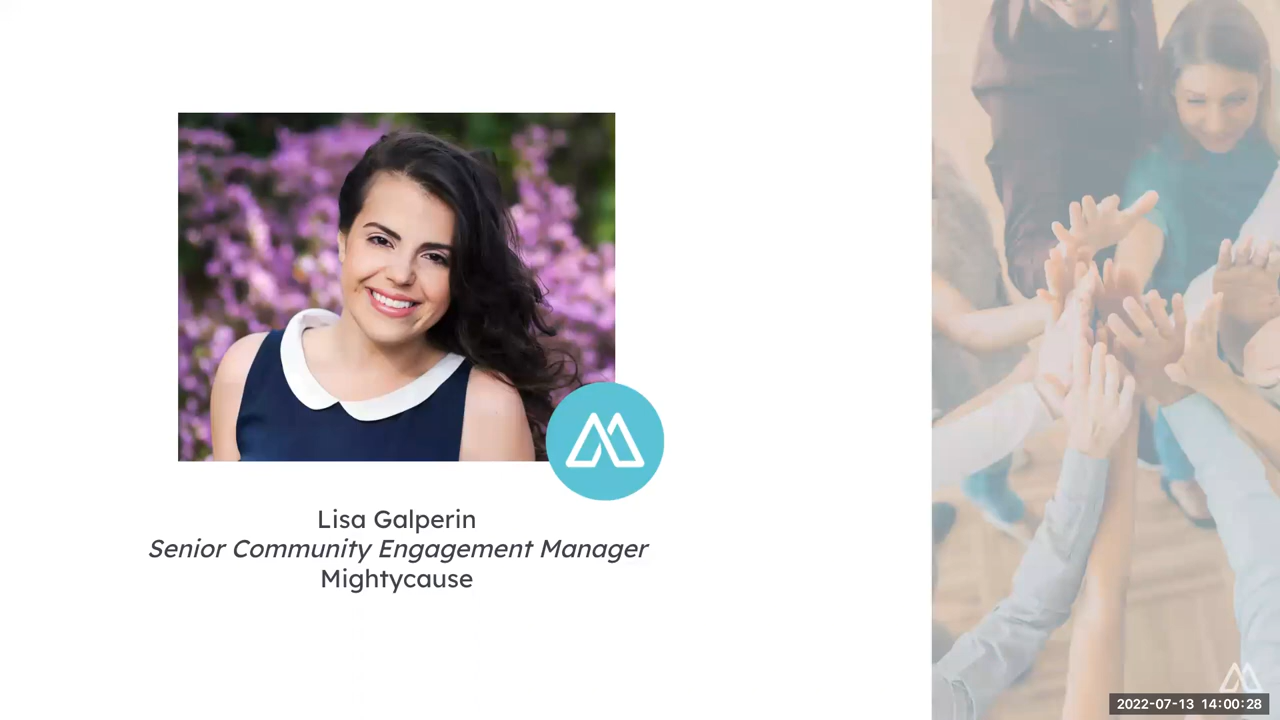 Lisa Galperin
Senior Community Engagement Manager
Mightycause
2022-07-13 14:00:28